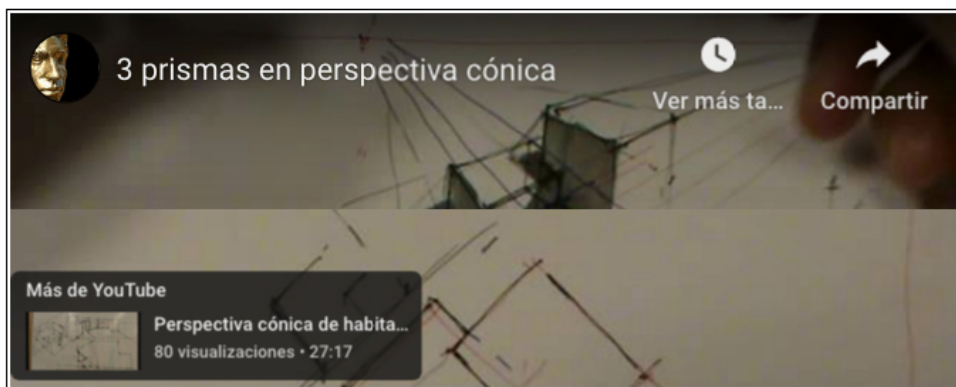 3 prismas en perspectiva cónica
Ver más ta...
Compartir
Más de YouTube
Perspectiva cónica de habita...
80 visualizaciones • 27:17